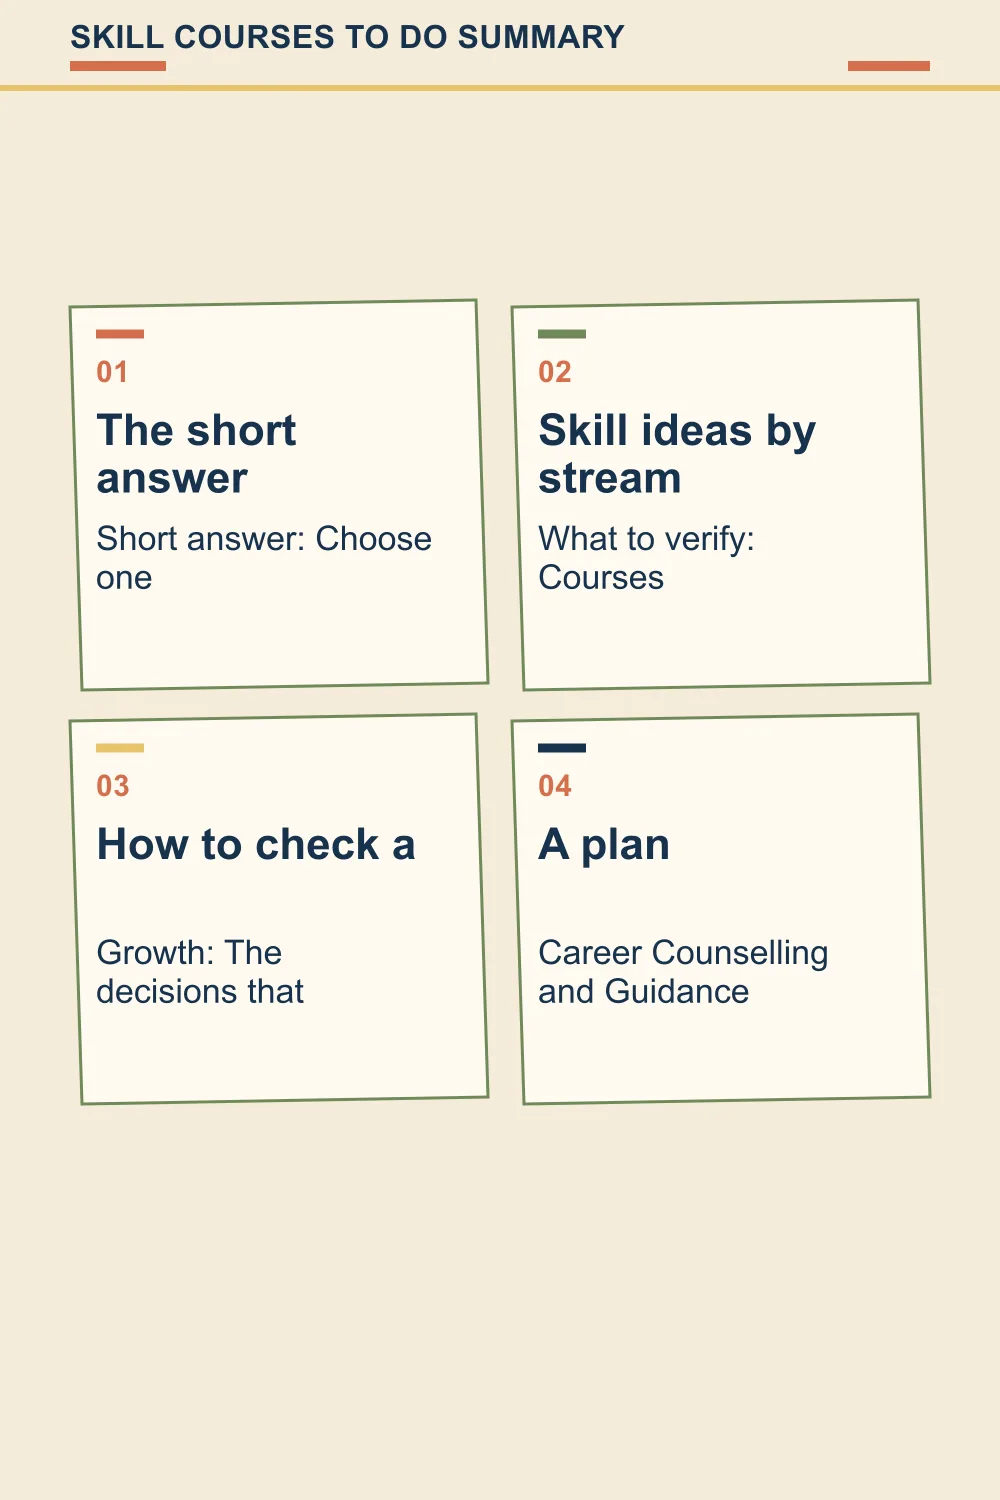 SKILL COURSES TO DO SUMMARY
01
The short
answer
Short answer: Choose
one
02
Skill ideas by
stream
What to verify:
Courses
03
How to check a
Growth: The
decisions that
04
A plan
Career Counselling
and Guidance